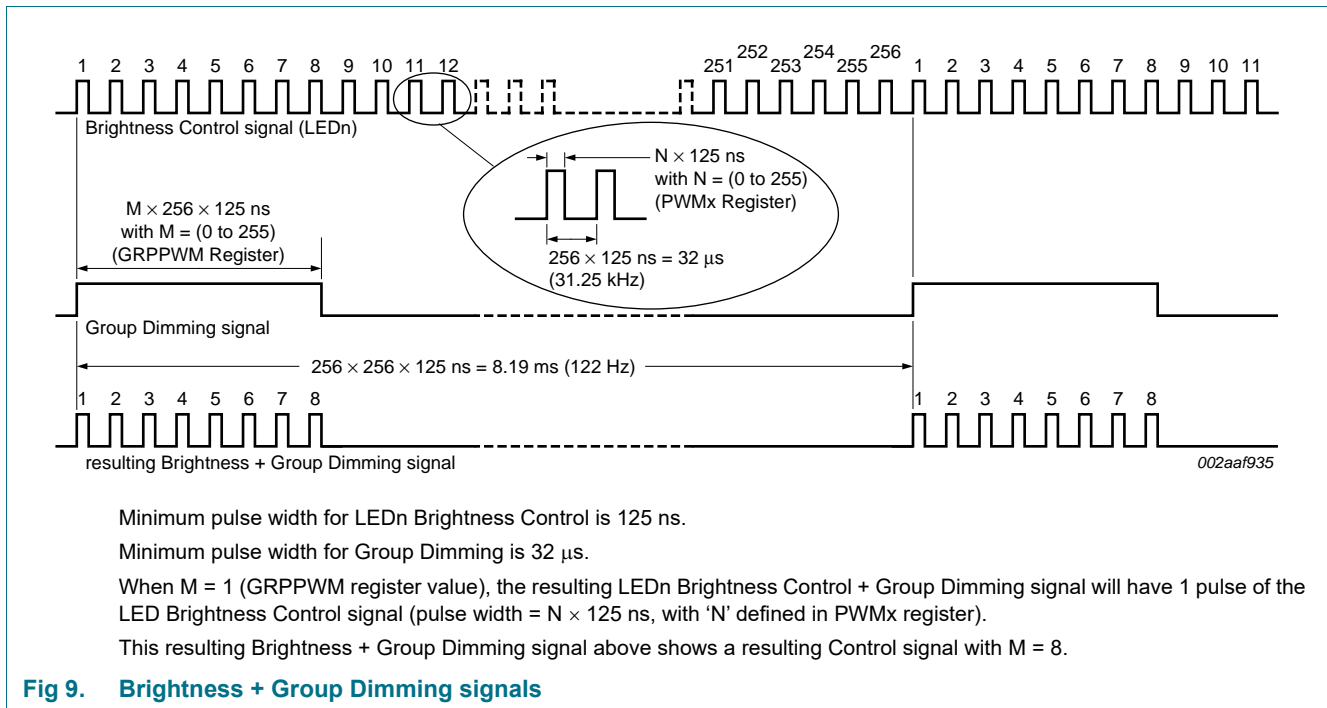 1 2 3 4 5 6 7 8 9 10 11 12 251 252 253 254 255 256 1 2 3 4 5 6 7 8 9 10 11
Brightness Control signal (LEDn)
N × 125 ns
with N = (0 to 255)
(PWMx Register)
M × 256 × 125 ns
with M = (0 to 255)
(GRPPWM Register)
256 × 125 ns = 32 μs
(31.25 kHz)
Group Dimming signal
256 × 256 × 125 ns = 8.19 ms (122 Hz)
1 2 3 4 5 6 7 8 1 2 3 4 5 6 7 8
resulting Brightness + Group Dimming signal
002aaf935
Minimum pulse width for LEDn Brightness Control is 125 ns.
Minimum pulse width for Group Dimming is 32 μs.
When M = 1 (GRPPWM register value), the resulting LEDn Brightness Control + Group Dimming signal will have 1 pulse of the
LED Brightness Control signal (pulse width = N × 125 ns, with ‘N’ defined in PWMx register).
This resulting Brightness + Group Dimming signal above shows a resulting Control signal with M = 8.
Fig 9. Brightness + Group Dimming signals